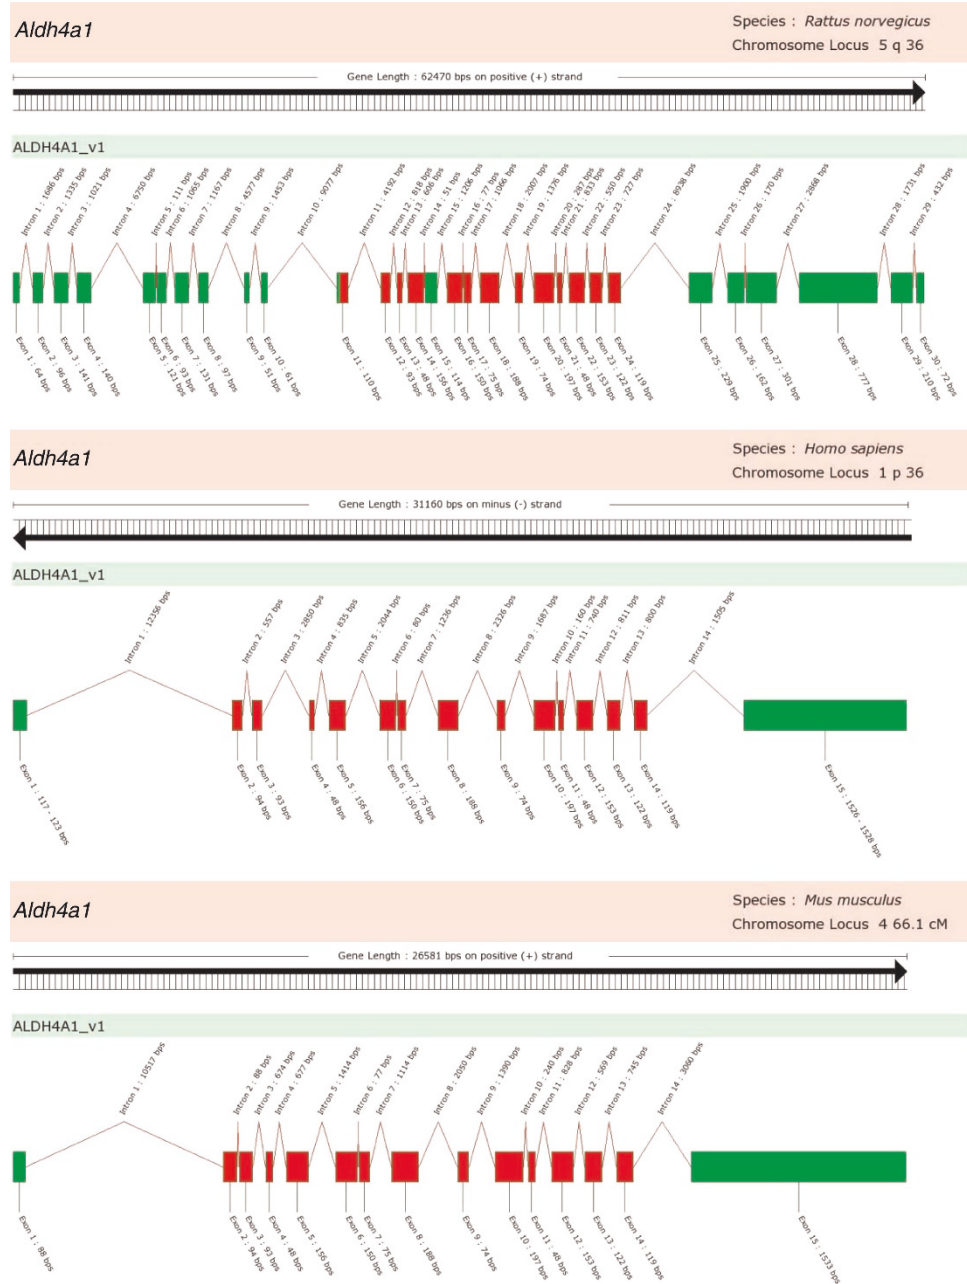 Aldh4a1
Species : Rattus norvegicus
Chromosome Locus 5 q 36
Gene Length : 62470 bps on positive (+) strand
ALDH4A1_v1
Intron 1 : 1686 bps
Intron 2 : 1335 bps
Intron 3 : 1021 bps
Intron 4 : 6750 bps
Intron 5 : 111 bps
Intron 6 : 1065 bps
Intron 7 : 1167 bps
Intron 8 : 4577 bps
Intron 9 : 1453 bps
Intron 10 : 9077 bps
Intron 11 : 4192 bps
Intron 12 : 818 bps
Intron 13 : 606 bps
Intron 14 : 51 bps
Intron 15 : 1206 bps
Intron 16 : 77 bps
Intron 17 : 1066 bps
Intron 18 : 2007 bps
Intron 19 : 1376 bps
Intron 20 : 287 bps
Intron 21 : 833 bps
Intron 22 : 550 bps
Intron 23 : 727 bps
Intron 24 : 8938 bps
Intron 25 : 1900 bps
Intron 26 : 170 bps
Intron 27 : 2868 bps
Intron 28 : 1731 bps
Intron 29 : 432 bps
Exon 1 : 64 bps
Exon 2 : 96 bps
Exon 3 : 141 bps
Exon 4 : 140 bps
Exon 5 : 121 bps
Exon 6 : 93 bps
Exon 7 : 131 bps
Exon 8 : 97 bps
Exon 9 : 51 bps
Exon 10 : 61 bps
Exon 11 : 110 bps
Exon 12 : 93 bps
Exon 13 : 48 bps
Exon 14 : 156 bps
Exon 15 : 114 bps
Exon 16 : 150 bps
Exon 17 : 75 bps
Exon 18 : 188 bps
Exon 19 : 74 bps
Exon 20 : 197 bps
Exon 21 : 48 bps
Exon 22 : 153 bps
Exon 23 : 122 bps
Exon 24 : 119 bps
Exon 25 : 229 bps
Exon 26 : 162 bps
Exon 27 : 301 bps
Exon 28 : 777 bps
Exon 29 : 210 bps
Exon 30 : 72 bps
Aldh4a1
Species : Homo sapiens
Chromosome Locus 1 p 36
Gene Length : 31160 bps on minus (-) strand
ALDH4A1_v1
Intron 1 : 12356 bps
Intron 2 : 557 bps
Intron 3 : 2850 bps
Intron 4 : 835 bps
Intron 5 : 2044 bps
Intron 6 : 80 bps
Intron 7 : 1236 bps
Intron 8 : 2326 bps
Intron 9 : 1687 bps
Intron 10 : 160 bps
Intron 11 : 740 bps
Intron 12 : 811 bps
Intron 13 : 800 bps
Intron 14 : 1505 bps
Exon 1 : 117 - 123 bps
Exon 2 : 94 bps
Exon 3 : 93 bps
Exon 4 : 48 bps
Exon 5 : 156 bps
Exon 6 : 150 bps
Exon 7 : 75 bps
Exon 8 : 188 bps
Exon 9 : 74 bps
Exon 10 : 197 bps
Exon 11 : 48 bps
Exon 12 : 153 bps
Exon 13 : 122 bps
Exon 14 : 119 bps
Exon 15 : 1526 - 1528 bps
Aldh4a1
Species : Mus musculus
Chromosome Locus 4 66.1 cM
Gene Length : 26581 bps on positive (+) strand
ALDH4A1_v1
Intron 1 : 10517 bps
Intron 2 : 88 bps
Intron 3 : 674 bps
Intron 4 : 677 bps
Intron 5 : 1414 bps
Intron 6 : 77 bps
Intron 7 : 1114 bps
Intron 8 : 2050 bps
Intron 9 : 1390 bps
Intron 10 : 240 bps
Intron 11 : 828 bps
Intron 12 : 569 bps
Intron 13 : 745 bps
Intron 14 : 3060 bps
Exon 1 : 88 bps
Exon 2 : 94 bps
Exon 3 : 93 bps
Exon 4 : 48 bps
Exon 5 : 156 bps
Exon 6 : 150 bps
Exon 7 : 75 bps
Exon 8 : 188 bps
Exon 9 : 74 bps
Exon 10 : 197 bps
Exon 11 : 48 bps
Exon 12 : 153 bps
Exon 13 : 122 bps
Exon 14 : 119 bps
Exon 15 : 1533 bps